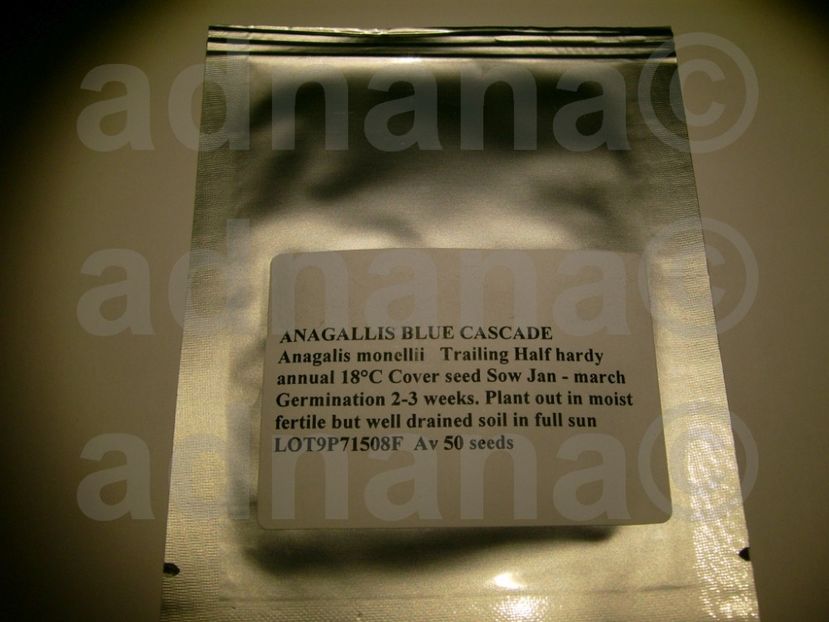 adnana©
adnana©
ANAGALLIS BLUE CASCADE
Anagalis monellii Trailing Half hardy
annual 18°C Cover seed Sow Jan - march
Germination 2-3 weeks. Plant out in moist
fertile but well drained soil in full sun
LOT9P71508F Av 50 seeds
adnana©